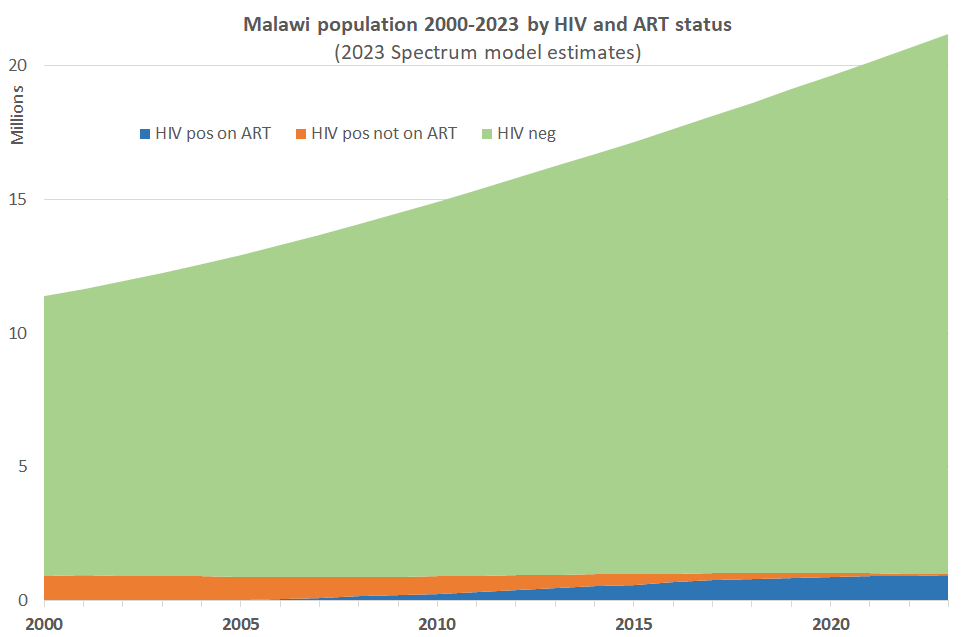 Malawi population 2000-2023 by HIV and ART status
(2023 Spectrum model estimates)
20
Millions
HIV pos on ART HIV pos not on ART HIV neg
15
10
5
0
2000 2005 2010 2015 2020